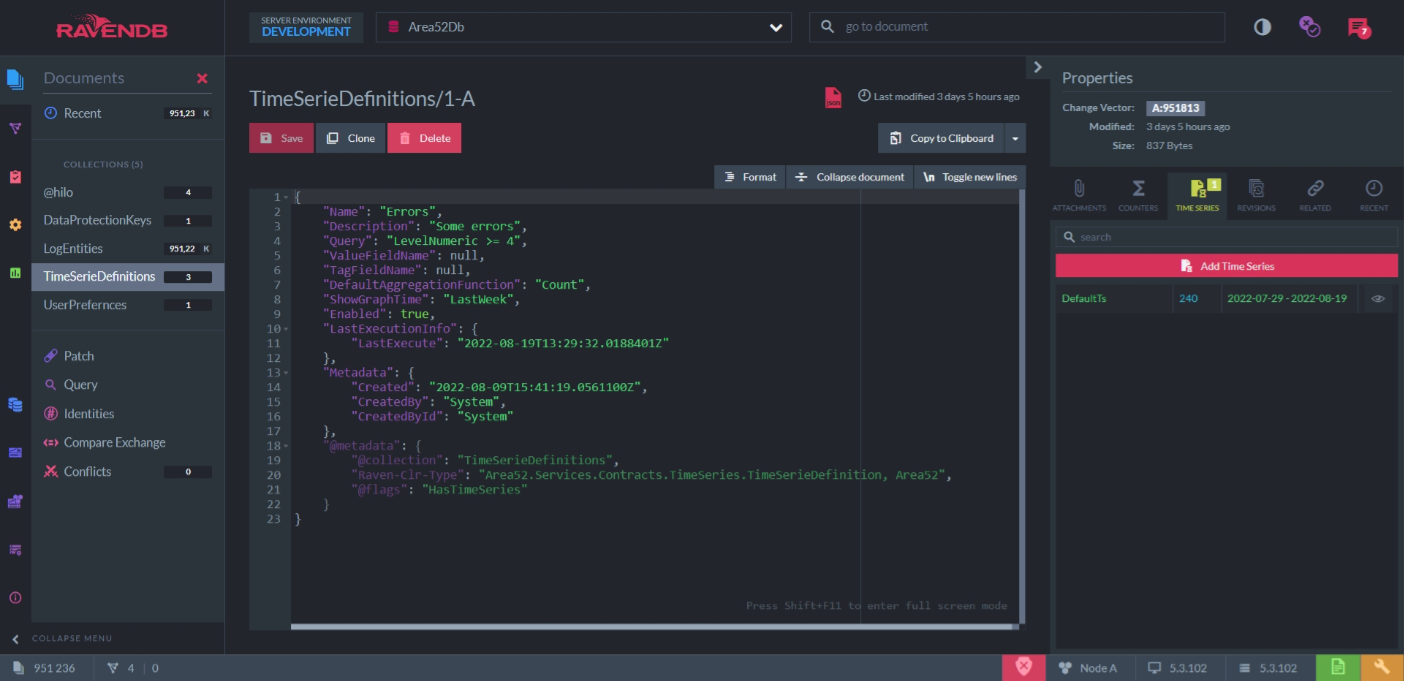 RAVENDB
SERVER ENVIRONMENT
DEVELOPMENT
Area52Db
go to document
7
Documents
Recent 951,23 K
COLLECTIONS (5)
@hilo 4
DataProtectionKeys 1
LogEntities 951,22 K
TimeSerieDefinitions 3
UserPrefernces 1
Patch
Query
Identities
Compare Exchange
Conflicts 0
COLLAPSE MENU
TimeSerieDefinitions/1-A
Last modified 3 days 5 hours ago
Save Clone Delete
Copy to Clipboard
Format Collapse document \n Toggle new lines
1 {
2 "Name": "Errors",
3 "Description": "Some errors",
4 "Query": "LevelNumeric >= 4",
5 "ValueFieldName": null,
6 "TagFieldName": null,
7 "DefaultAggregationFunction": "Count",
8 "ShowGraphTime": "LastWeek",
9 "Enabled": true,
10 "LastExecutionInfo": {
11 "LastExecute": "2022-08-19T13:29:32.0188401Z"
12 },
13 "Metadata": {
14 "Created": "2022-08-09T15:41:19.0561100Z",
15 "CreatedBy": "System",
16 "CreatedById": "System"
17 },
18 "@metadata": {
19 "@collection": "TimeSerieDefinitions",
20 "Raven-Clr-Type": "Area52.Services.Contracts.TimeSeries.TimeSerieDefinition, Area52",
21 "@flags": "HasTimeSeries"
22 }
23 }
Press Shift+F11 to enter full screen mode
Properties
Change Vector: A:951813
Modified: 3 days 5 hours ago
Size: 837 Bytes
1
ATTACHMENTS COUNTERS TIME SERIES REVISIONS RELATED RECENT
search
Add Time Series
DefaultTs 240 2022-07-29 - 2022-08-19
951 236 4 | 0
Node A 5.3.102 5.3.102